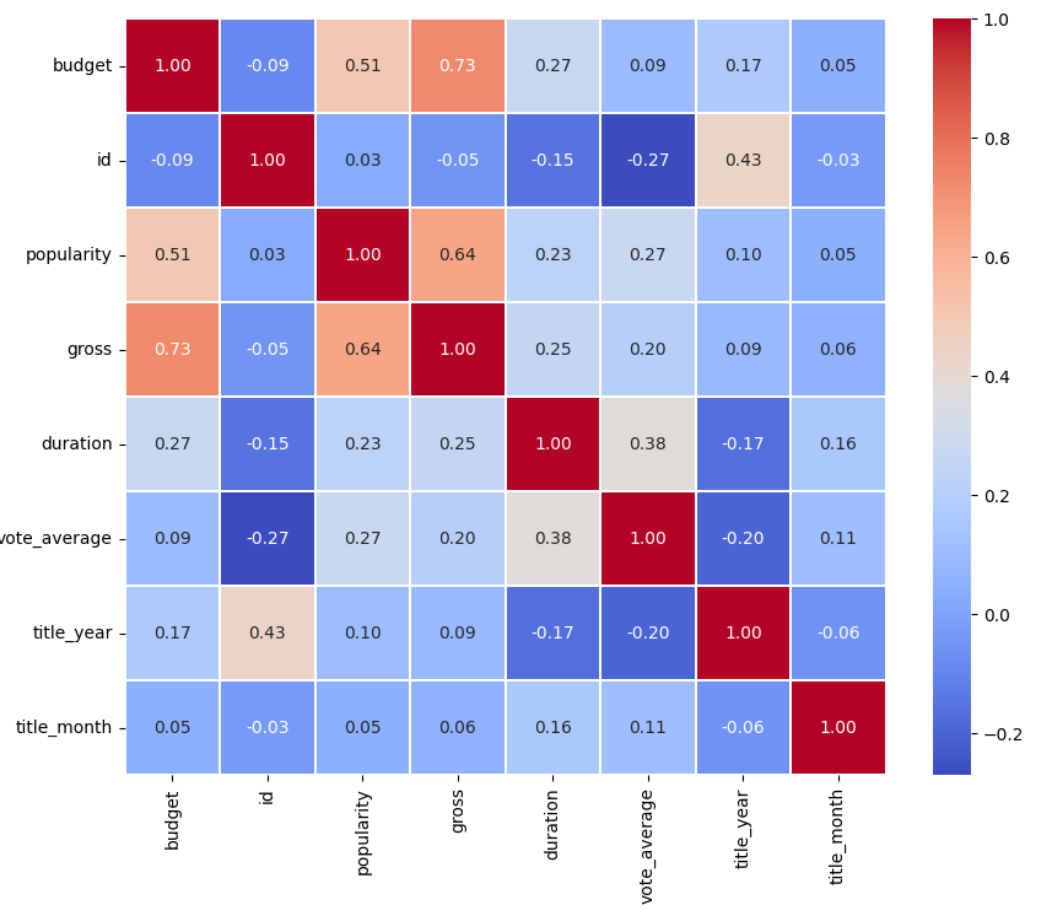 budget 1.00 -0.09 0.51 0.73 0.27 0.09 0.17 0.05
id -0.09 1.00 0.03 -0.05 -0.15 -0.27 0.43 -0.03
popularity 0.51 0.03 1.00 0.64 0.23 0.27 0.10 0.05
gross 0.73 -0.05 0.64 1.00 0.25 0.20 0.09 0.06
duration 0.27 -0.15 0.23 0.25 1.00 0.38 -0.17 0.16
vote_average 0.09 -0.27 0.27 0.20 0.38 1.00 -0.20 0.11
title_year 0.17 0.43 0.10 0.09 -0.17 -0.20 1.00 -0.06
title_month 0.05 -0.03 0.05 0.06 0.16 0.11 -0.06 1.00
budget id popularity gross duration vote_average title_year title_month
1.0
0.8
0.6
0.4
0.2
0.0
−0.2